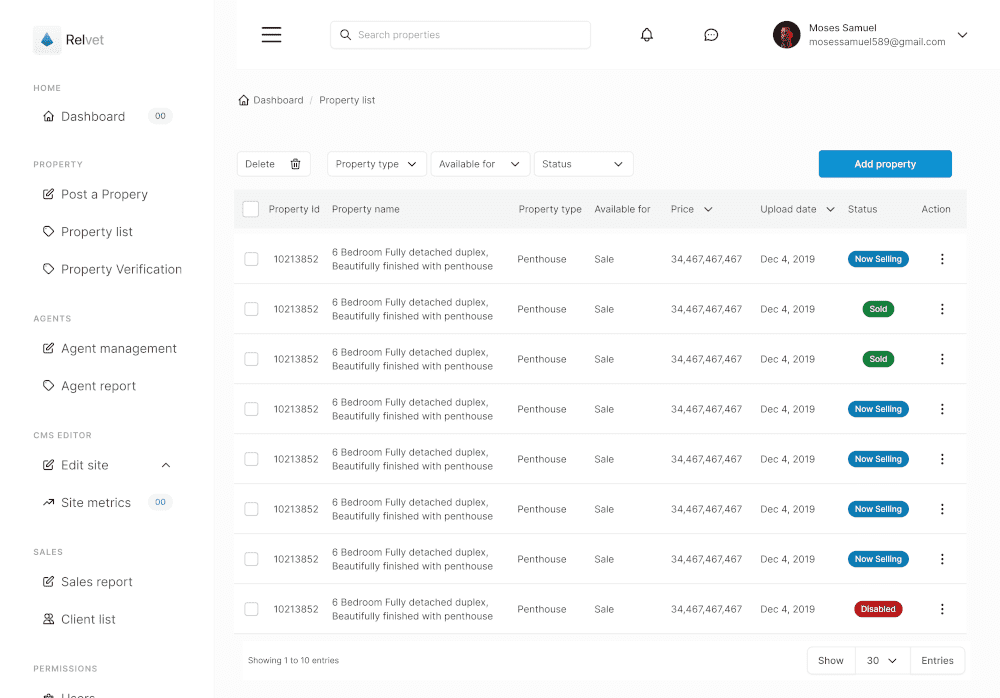 Relvet
Search properties
Moses Samuel
mosessamuel589@gmail.com
HOME
Dashboard 00
PROPERTY
Post a Propery
Property list
Property Verification
AGENTS
Agent management
Agent report
CMS EDITOR
Edit site
Site metrics 00
SALES
Sales report
Client list
PERMISSIONS
Users
Dashboard / Property list
Delete Property type Available for Status Add property
Property Id Property name Property type Available for Price Upload date Status Action
10213852 6 Bedroom Fully detached duplex, Penthouse Sale 34,467,467,467 Dec 4, 2019 Now Selling
Beautifully finished with penthouse
10213852 6 Bedroom Fully detached duplex, Penthouse Sale 34,467,467,467 Dec 4, 2019 Sold
Beautifully finished with penthouse
10213852 6 Bedroom Fully detached duplex, Penthouse Sale 34,467,467,467 Dec 4, 2019 Sold
Beautifully finished with penthouse
10213852 6 Bedroom Fully detached duplex, Penthouse Sale 34,467,467,467 Dec 4, 2019 Now Selling
Beautifully finished with penthouse
10213852 6 Bedroom Fully detached duplex, Penthouse Sale 34,467,467,467 Dec 4, 2019 Now Selling
Beautifully finished with penthouse
10213852 6 Bedroom Fully detached duplex, Penthouse Sale 34,467,467,467 Dec 4, 2019 Now Selling
Beautifully finished with penthouse
10213852 6 Bedroom Fully detached duplex, Penthouse Sale 34,467,467,467 Dec 4, 2019 Now Selling
Beautifully finished with penthouse
10213852 6 Bedroom Fully detached duplex, Penthouse Sale 34,467,467,467 Dec 4, 2019 Disabled
Beautifully finished with penthouse
Showing 1 to 10 entries
Show 30 Entries